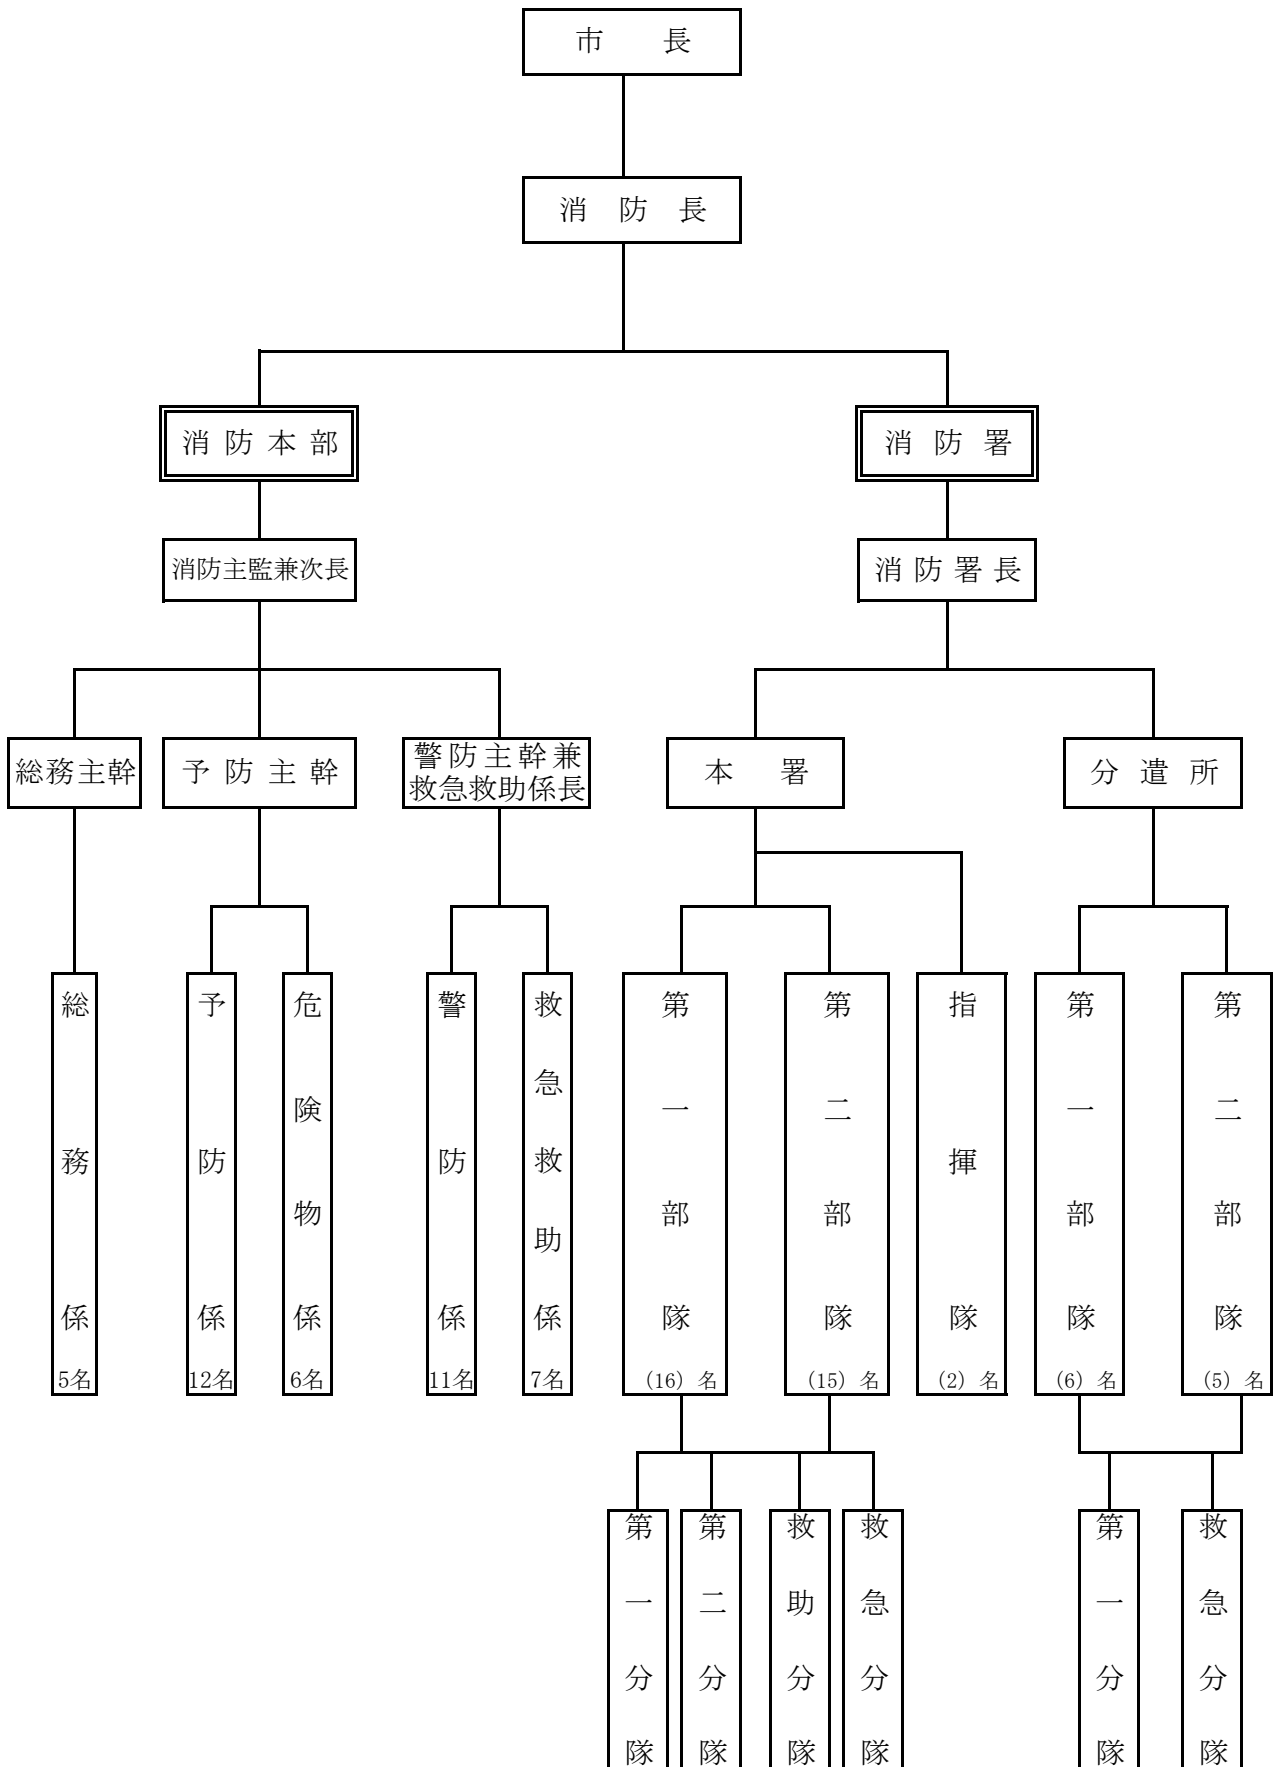 市長
消防長
消防本部
消防署
消防主監兼次長
消防署長
総務主幹
予防主幹
警防主幹兼
救急救助係長
本署
分遣所
総務係
5名
予防係
12名
危険物係
6名
警防係
11名
救急救助係
7名
第一部隊
(16)名
第二部隊
(15)名
指揮隊
(2)名
第一部隊
(6)名
第二部隊
(5)名
第一分隊
第二分隊
救助分隊
救急分隊
第一分隊
救急分隊